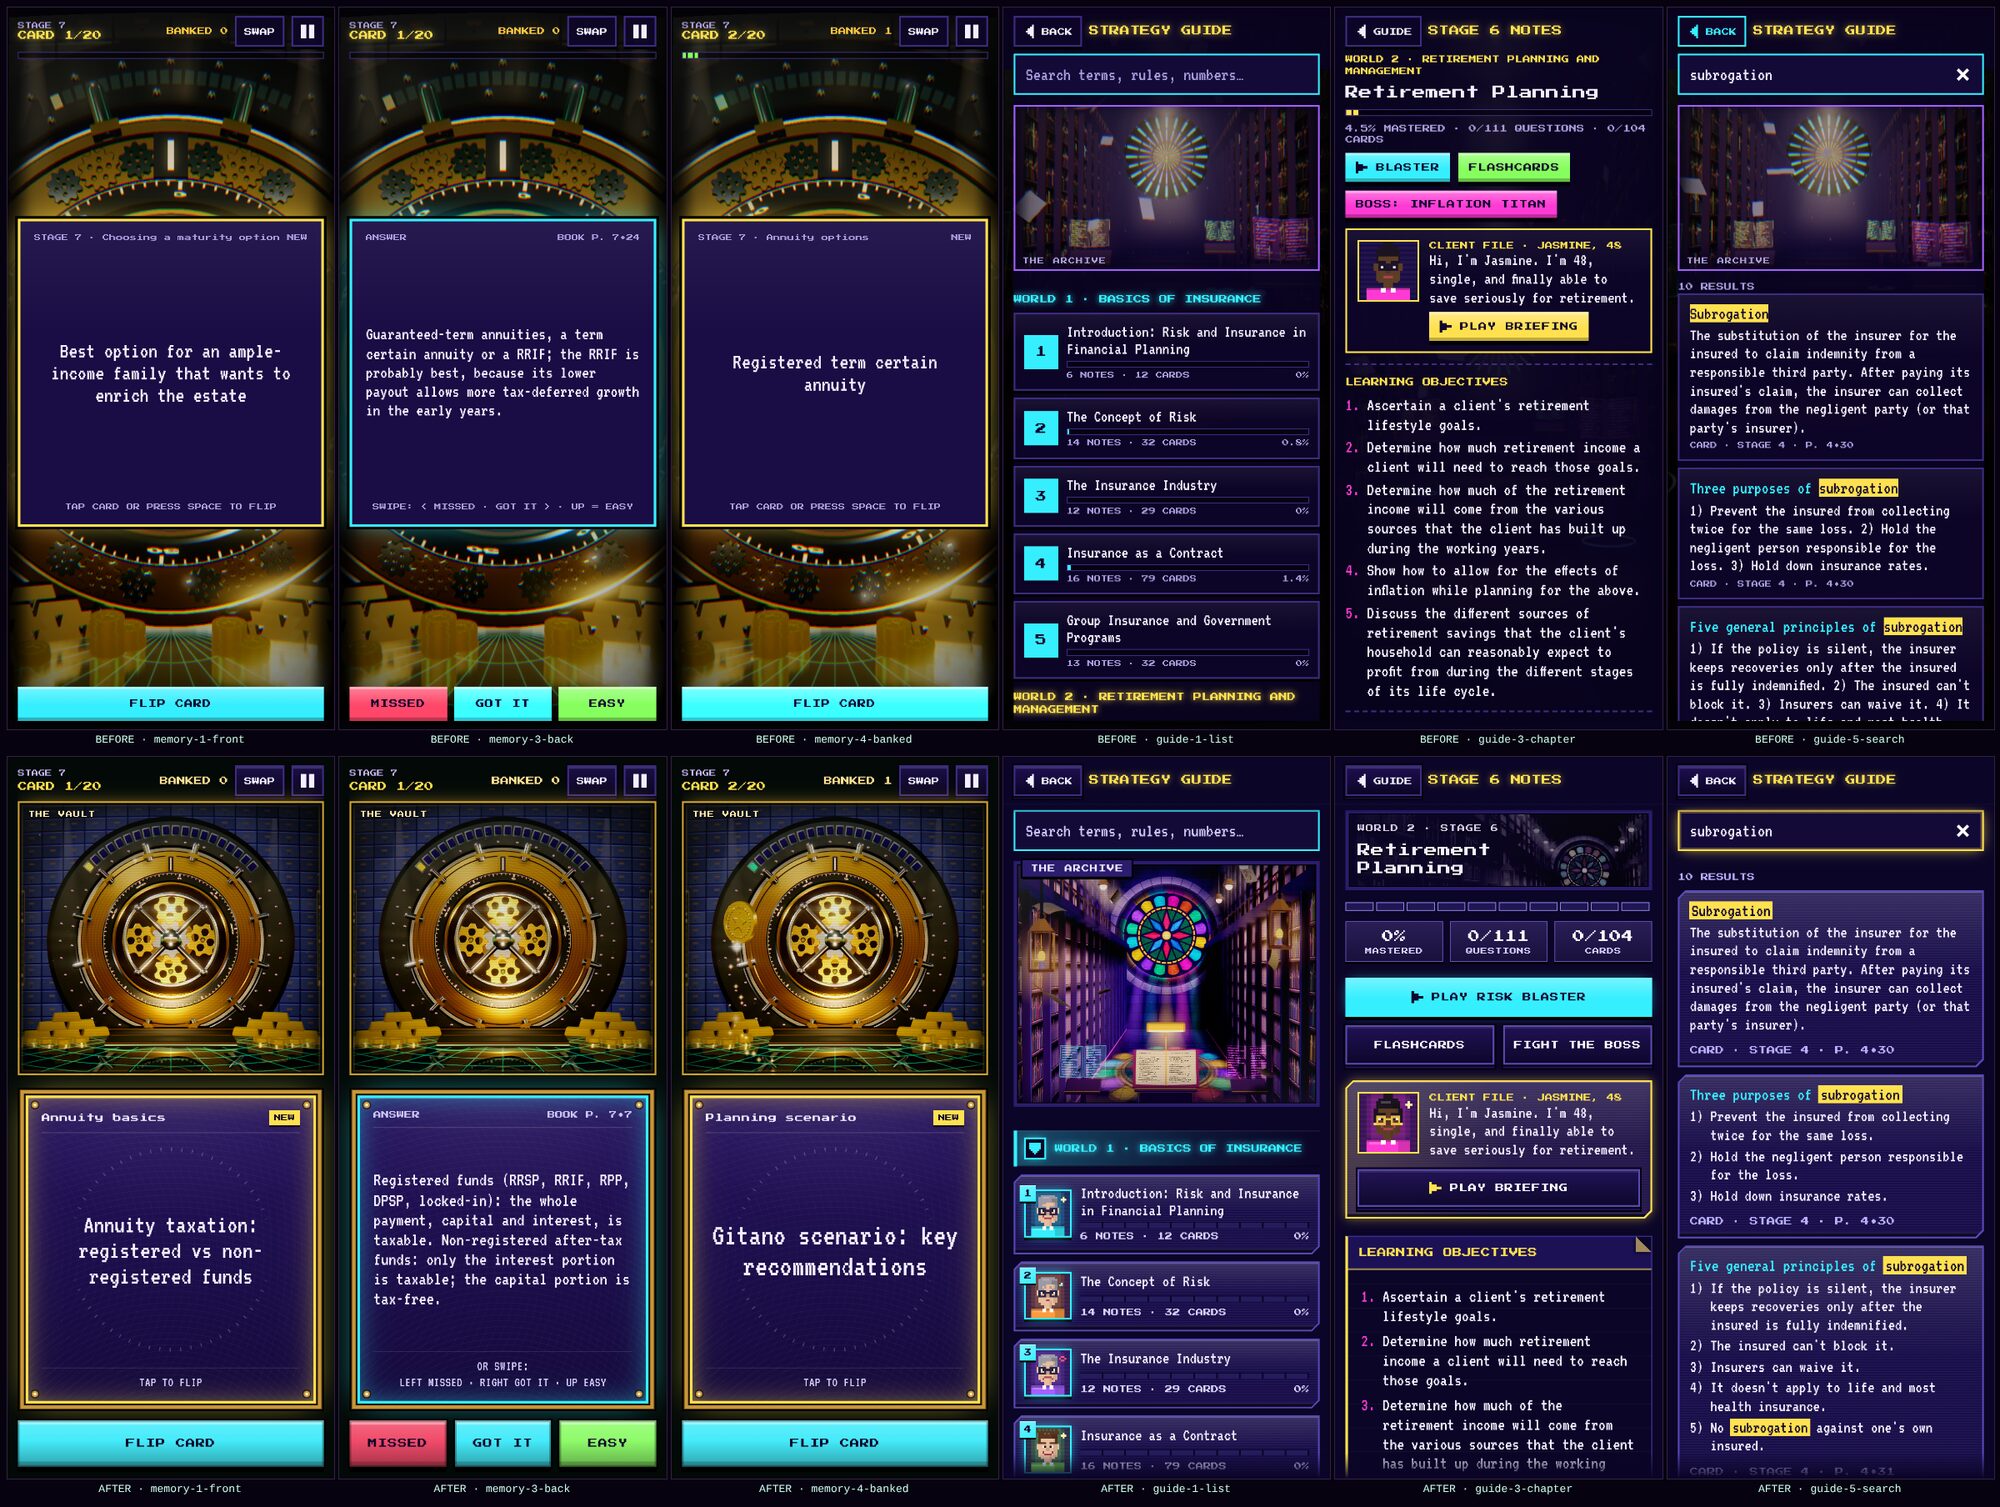 STAGE 7
CARD 1/20
BANKED 0
SWAP
STAGE 7 · Choosing a maturity option NEW
Best option for an ample-
income family that wants to
enrich the estate
TAP CARD OR PRESS SPACE TO FLIP
FLIP CARD
BEFORE · memory-1-front
STAGE 7
CARD 1/20
BANKED 0
SWAP
ANSWER
BOOK P. 7•24
Guaranteed-term annuities, a term
certain annuity or a RRIF; the RRIF is
probably best, because its lower
payout allows more tax-deferred growth
in the early years.
SWIPE: < MISSED · GOT IT > · UP = EASY
MISSED
GOT IT
EASY
BEFORE · memory-3-back
STAGE 7
CARD 2/20
BANKED 1
SWAP
STAGE 7 · Annuity options
NEW
Registered term certain
annuity
TAP CARD OR PRESS SPACE TO FLIP
FLIP CARD
BEFORE · memory-4-banked
BACK
STRATEGY GUIDE
Search terms, rules, numbers…
THE ARCHIVE
WORLD 1 · BASICS OF INSURANCE
1
Introduction: Risk and Insurance in
Financial Planning
6 NOTES · 12 CARDS
0%
2
The Concept of Risk
14 NOTES · 32 CARDS
0.8%
3
The Insurance Industry
12 NOTES · 29 CARDS
0%
4
Insurance as a Contract
16 NOTES · 79 CARDS
1.4%
5
Group Insurance and Government
Programs
13 NOTES · 32 CARDS
0%
WORLD 2 · RETIREMENT PLANNING AND
MANAGEMENT
BEFORE · guide-1-list
GUIDE
STAGE 6 NOTES
WORLD 2 · RETIREMENT PLANNING AND
MANAGEMENT
Retirement Planning
4.5% MASTERED · 0/111 QUESTIONS · 0/104
CARDS
BLASTER
FLASHCARDS
BOSS: INFLATION TITAN
CLIENT FILE · JASMINE, 48
Hi, I'm Jasmine. I'm 48,
single, and finally able to
save seriously for retirement.
PLAY BRIEFING
LEARNING OBJECTIVES
1. Ascertain a client's retirement
lifestyle goals.
2. Determine how much retirement income a
client will need to reach those goals.
3. Determine how much of the retirement
income will come from the various
sources that the client has built up
during the working years.
4. Show how to allow for the effects of
inflation while planning for the above.
5. Discuss the different sources of
retirement savings that the client's
household can reasonably expect to
profit from during the different stages
of its life cycle.
BEFORE · guide-3-chapter
BACK
STRATEGY GUIDE
subrogation
THE ARCHIVE
10 RESULTS
Subrogation
The substitution of the insurer for the
insured to claim indemnity from a
responsible third party. After paying its
insured's claim, the insurer can collect
damages from the negligent party (or that
party's insurer).
CARD · STAGE 4 · P. 4•30
Three purposes of subrogation
1) Prevent the insured from collecting
twice for the same loss. 2) Hold the
negligent person responsible for the
loss. 3) Hold down insurance rates.
CARD · STAGE 4 · P. 4•30
Five general principles of subrogation
1) If the policy is silent, the insurer
keeps recoveries only after the insured
is fully indemnified. 2) The insured can't
block it. 3) Insurers can waive it. 4) It
doesn't apply to life and most health
BEFORE · guide-5-search
STAGE 7
CARD 1/20
BANKED 0
SWAP
THE VAULT
Annuity basics
NEW
Annuity taxation:
registered vs non-
registered funds
TAP TO FLIP
FLIP CARD
AFTER · memory-1-front
STAGE 7
CARD 1/20
BANKED 0
SWAP
THE VAULT
ANSWER
BOOK P. 7•7
Registered funds (RRSP, RRIF, RPP,
DPSP, locked-in): the whole
payment, capital and interest, is
taxable. Non-registered after-tax
funds: only the interest portion
is taxable; the capital portion is
tax-free.
OR SWIPE:
LEFT MISSED · RIGHT GOT IT · UP EASY
MISSED
GOT IT
EASY
AFTER · memory-3-back
STAGE 7
CARD 2/20
BANKED 1
SWAP
THE VAULT
Planning scenario
NEW
Gitano scenario: key
recommendations
TAP TO FLIP
FLIP CARD
AFTER · memory-4-banked
BACK
STRATEGY GUIDE
Search terms, rules, numbers…
THE ARCHIVE
WORLD 1 · BASICS OF INSURANCE
1
Introduction: Risk and Insurance
in Financial Planning
6 NOTES · 12 CARDS
0%
2
The Concept of Risk
14 NOTES · 32 CARDS
0%
3
The Insurance Industry
12 NOTES · 29 CARDS
0%
4
Insurance as a Contract
16 NOTES · 79 CARDS
0%
AFTER · guide-1-list
GUIDE
STAGE 6 NOTES
WORLD 2 · STAGE 6
Retirement
Planning
0%
MASTERED
0/111
QUESTIONS
0/104
CARDS
PLAY RISK BLASTER
FLASHCARDS
FIGHT THE BOSS
CLIENT FILE · JASMINE, 48
Hi, I'm Jasmine. I'm 48,
single, and finally able to
save seriously for retirement.
PLAY BRIEFING
LEARNING OBJECTIVES
1. Ascertain a client's retirement
lifestyle goals.
2. Determine how much retirement
income a client will need to reach
those goals.
3. Determine how much of the
retirement income will come from
the various sources that the client
has built up during the working
AFTER · guide-3-chapter
BACK
STRATEGY GUIDE
subrogation
10 RESULTS
Subrogation
The substitution of the insurer for the
insured to claim indemnity from a
responsible third party. After paying its
insured's claim, the insurer can collect
damages from the negligent party (or that
party's insurer).
CARD · STAGE 4 · P. 4•30
Three purposes of subrogation
1) Prevent the insured from collecting
twice for the same loss.
2) Hold the negligent person responsible
for the loss.
3) Hold down insurance rates.
CARD · STAGE 4 · P. 4•30
Five general principles of subrogation
1) If the policy is silent, the insurer
keeps recoveries only after the
insured is fully indemnified.
2) The insured can't block it.
3) Insurers can waive it.
4) It doesn't apply to life and most
health insurance.
5) No subrogation against one's own
insured.
CARD · STAGE 4 · P. 4•31
AFTER · guide-5-search